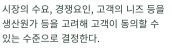 시장의 수요, 경쟁요인, 고객의 니즈 등을
생산원가 등을 고려해 고객이 동의할 수
있는 수준으로 결정한다.